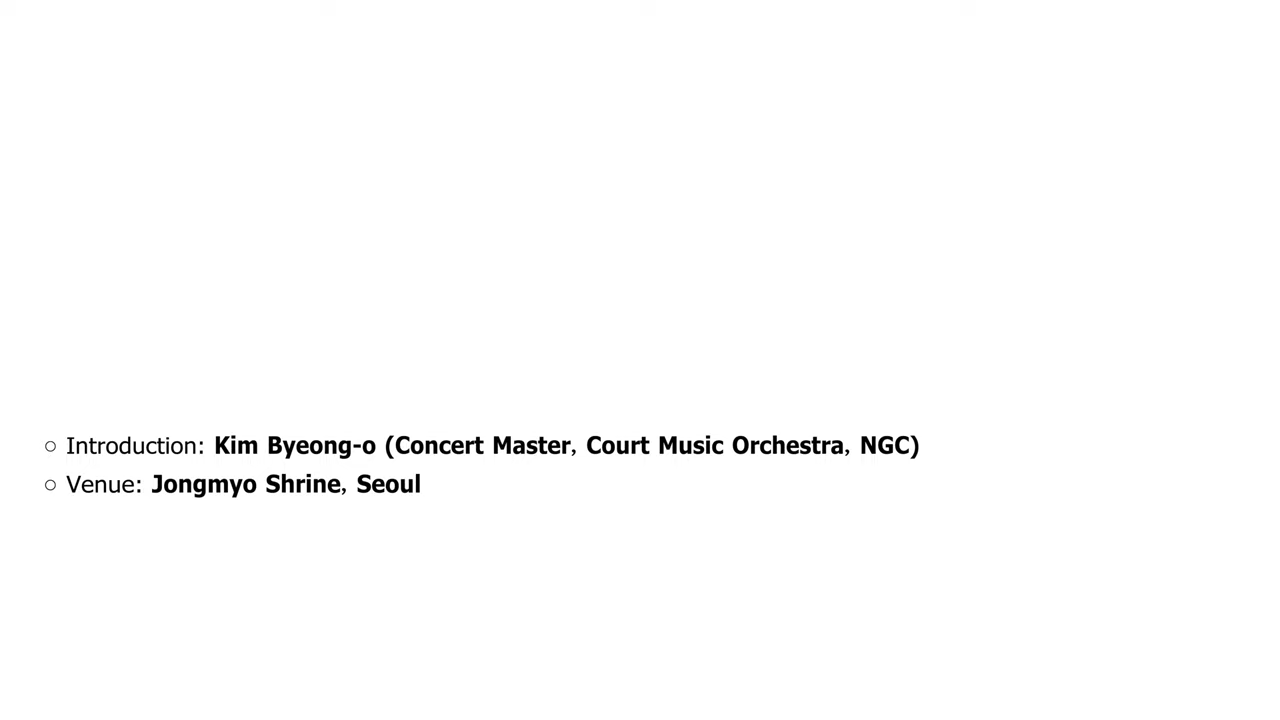 ○ Introduction: Kim Byeong-o (Concert Master, Court Music Orchestra, NGC)
○ Venue: Jongmyo Shrine, Seoul